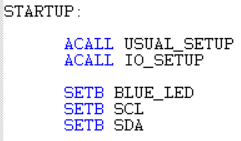 STARTUP:
ACALL USUAL_SETUP
ACALL IO_SETUP
SETB BLUE_LED
SETB SCL
SETB SDA